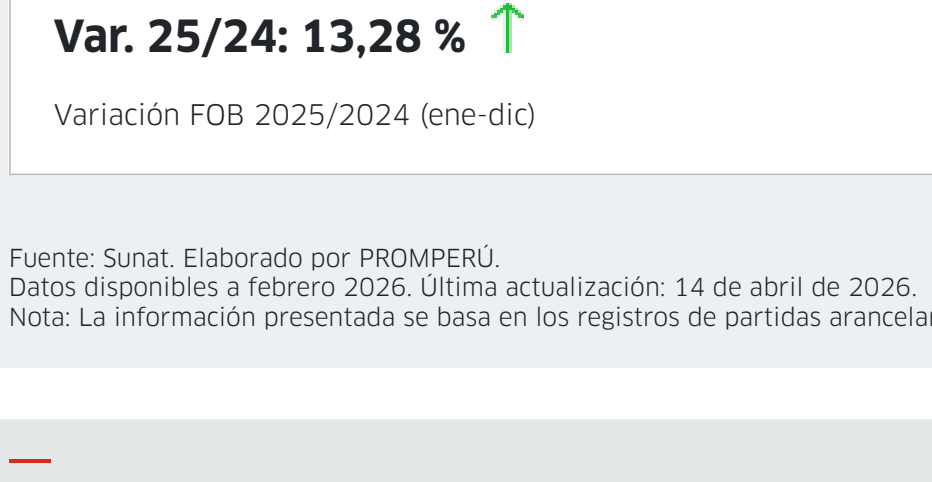 Var. 25/24: 13,28 %
Variación FOB 2025/2024 (ene-dic)
Fuente: Sunat. Elaborado por PROMPERÚ.
Datos disponibles a febrero 2026. Última actualización: 14 de abril de 2026.
Nota: La información presentada se basa en los registros de partidas arancelar